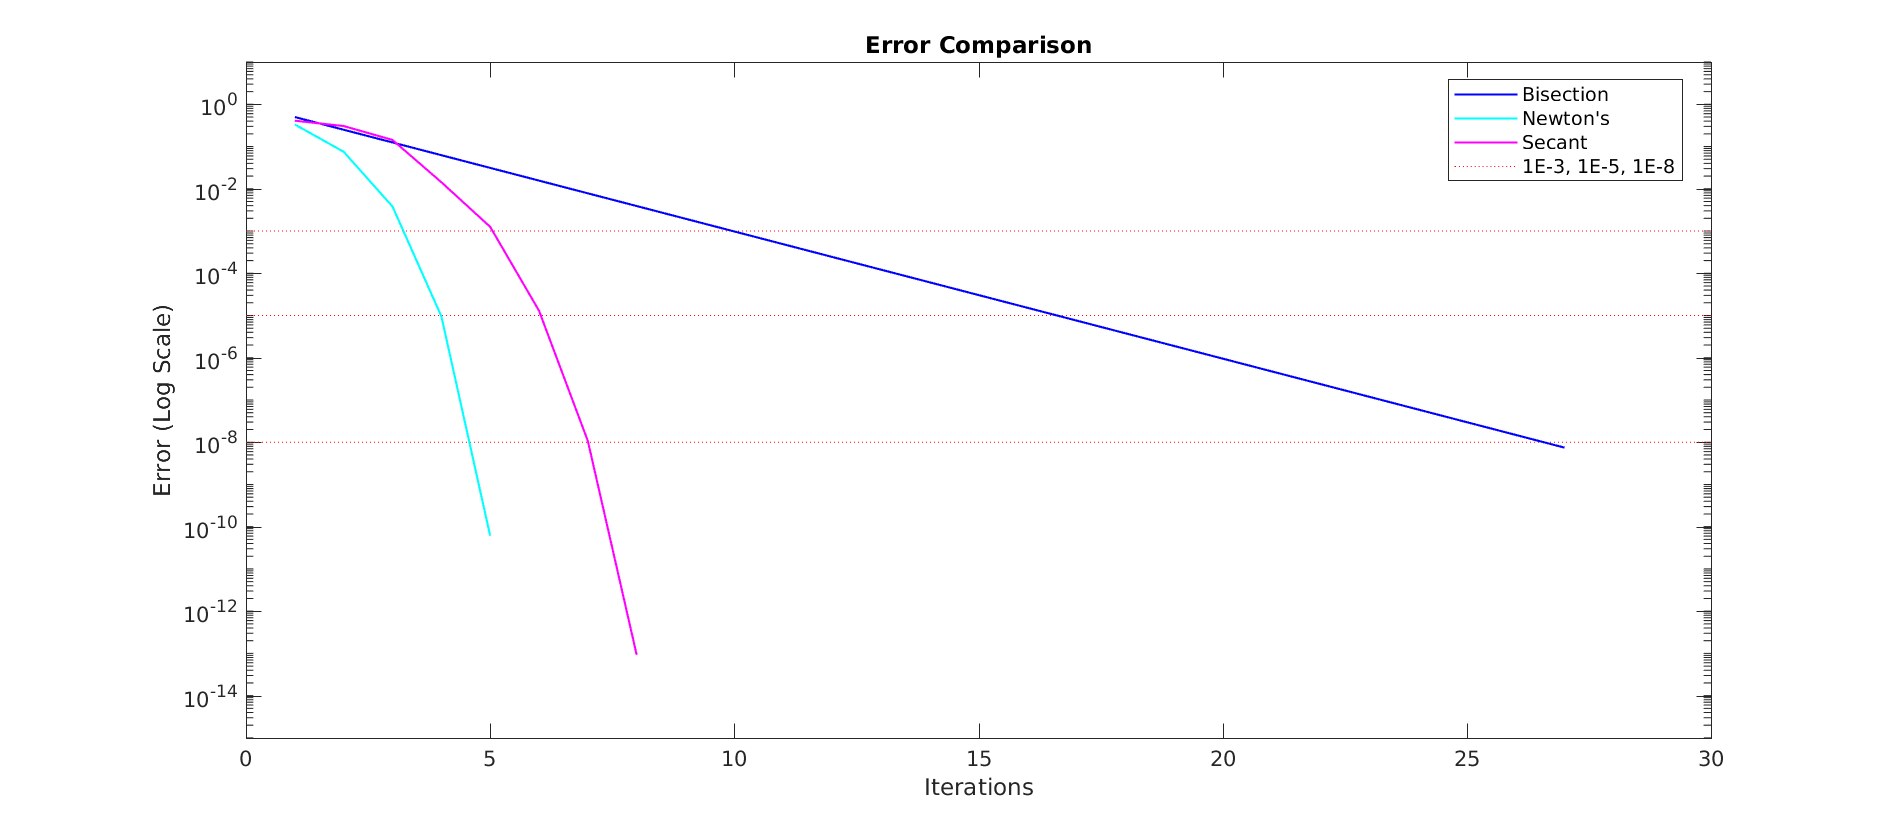 Error Comparison
Bisection
Newton's
Secant
1E-3, 1E-5, 1E-8
Error (Log Scale)
10^0
10^-2
10^-4
10^-6
10^-8
10^-10
10^-12
10^-14
0 5 10 15 20 25 30
Iterations